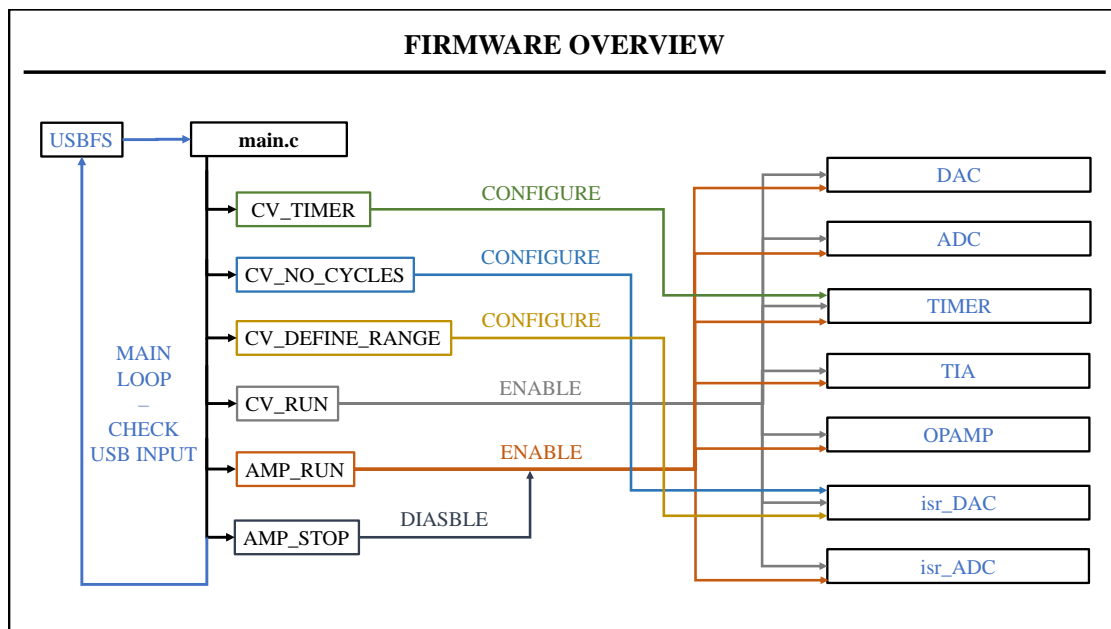 FIRMWARE OVERVIEW
USBFS
main.c
CV_TIMER
CONFIGURE
CV_NO_CYCLES
CONFIGURE
CV_DEFINE_RANGE
CONFIGURE
CV_RUN
ENABLE
AMP_RUN
ENABLE
AMP_STOP
DIASBLE
MAIN
LOOP
–
CHECK
USB INPUT
DAC
ADC
TIMER
TIA
OPAMP
isr_DAC
isr_ADC